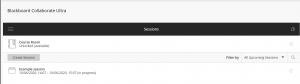 Blackboard Collaborate Ultra
Sessions
Course Room
Unlocked (available)
Create Session
Filter by All Upcoming Sessions
Example session